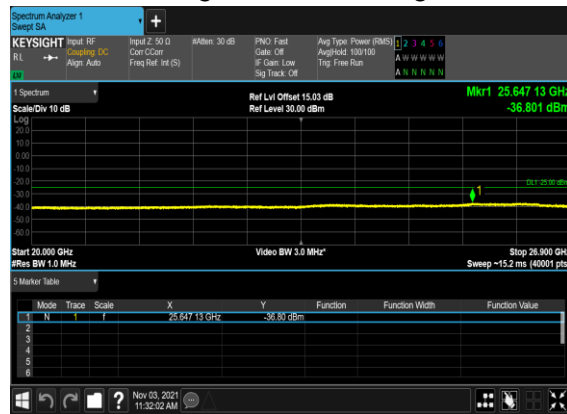 Spectrum Analyzer 1
Swept SA
+
KEYSIGHT Input: RF Input Z: 50 Ω #Atten: 30 dB PNO: Fast Avg Type: Power (RMS) 1 2 3 4 5 6
RL Coupling: DC Corr CCorr Gate: Off Avg|Hold: 100/100 A W W W W W
Align: Auto Freq Ref: Int (S) IF Gain: Low Trig: Free Run
Sig Track: Off A N N N N N
LW
1 Spectrum Ref Lvl Offset 15.03 dB Mkr1 25.647 13 GHz
Scale/Div 10 dB Ref Level 30.00 dBm -36.801 dBm
Log
20.0
10.0
0.00
-10.0
-20.0 DL1 -25.00 dBm
-30.0 1
-40.0
-50.0
-60.0
Start 20.000 GHz Video BW 3.0 MHz* Stop 26.900 GHz
#Res BW 1.0 MHz Sweep ~15.2 ms (40001 pts)
5 Marker Table
Mode Trace Scale X Y Function Function Width Function Value
1 N 1 f 25.647 13 GHz -36.80 dBm
2
3
4
5
6
? Nov 03, 2021
11:32:02 AM